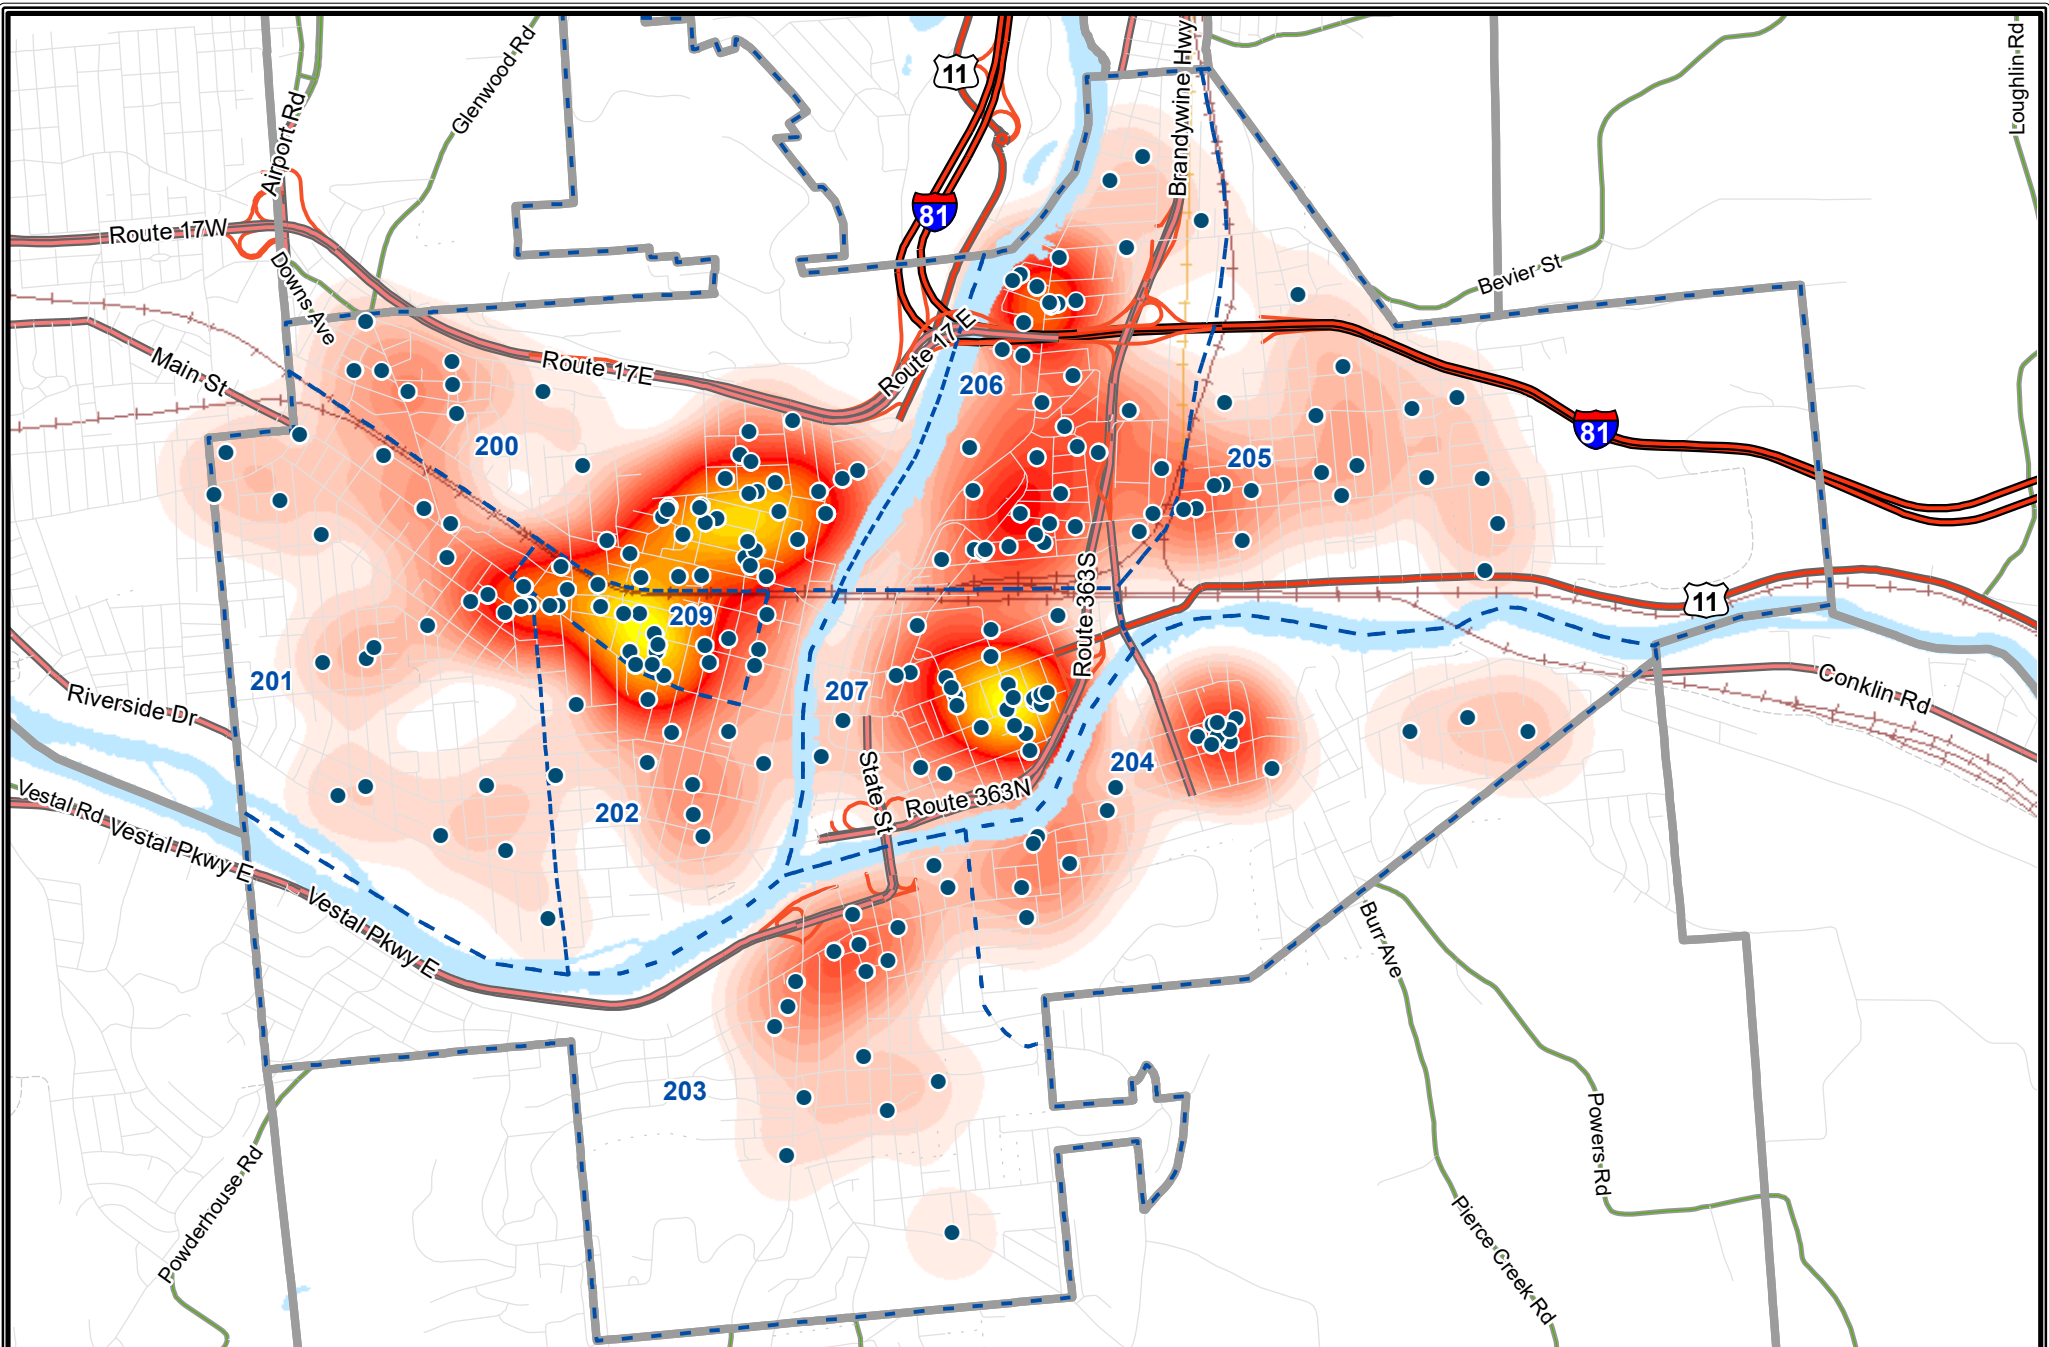 11
Brandywine Hwy
Loughlin Rd
Glenwood Rd
Airport Rd
81
Route 17W
Downs Ave
Bevier St
Main St
Route 17E
Route 17 E
206
200
205
81
Route 363S
11
209
201
207
Riverside Dr
Conklin Rd
204
State St
Route 363N
202
Vestal Rd
Vestal Pkwy E
Vestal Pkwy E
Burr Ave
203
Powers Rd
Powderhouse Rd
Pierce Creek Rd